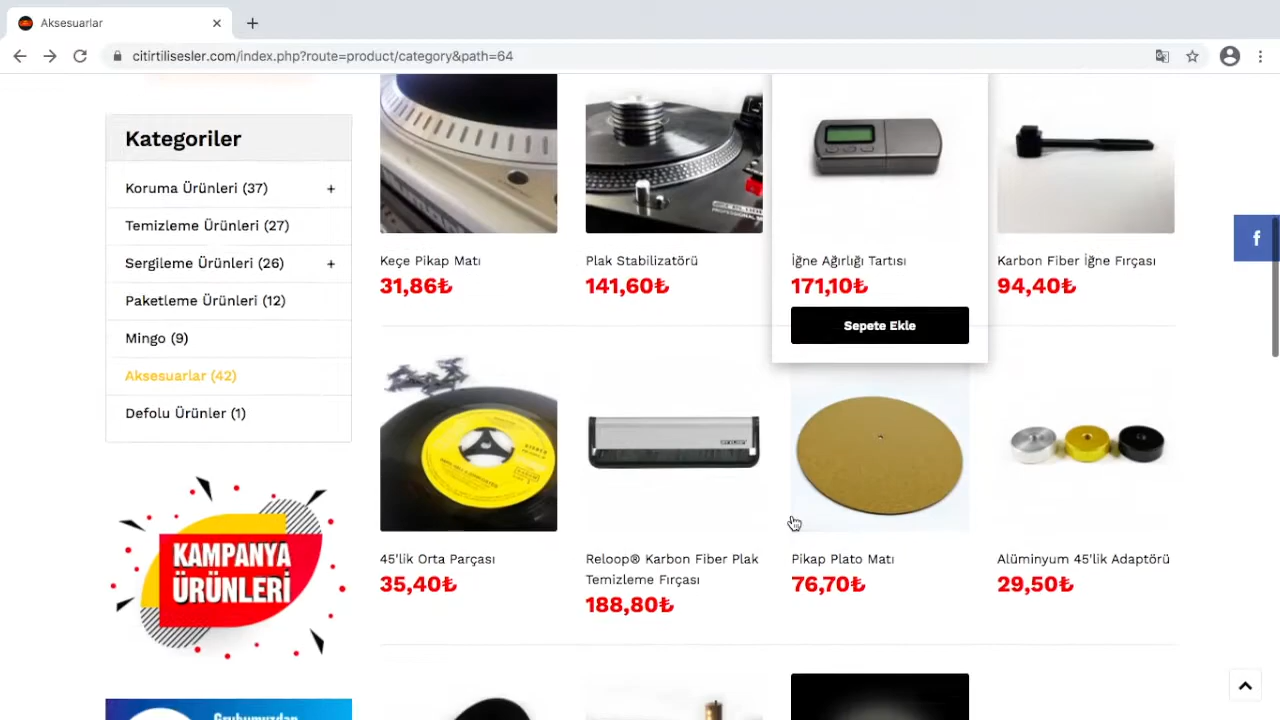 Aksesuarlar
citirtilisesler.com/index.php?route=product/category&path=64
Kategoriler
Koruma Ürünleri (37) +
Temizleme Ürünleri (27)
Sergileme Ürünleri (26) +
Paketleme Ürünleri (12)
Mingo (9)
Aksesuarlar (42)
Defolu Ürünler (1)
KAMPANYA
ÜRÜNLERİ
Grubumuzdan
Keçe Pikap Matı
31,86₺
Plak Stabilizatörü
141,60₺
İğne Ağırlığı Tartısı
171,10₺
Sepete Ekle
Karbon Fiber İğne Fırçası
94,40₺
45'lik Orta Parçası
35,40₺
Reloop® Karbon Fiber Plak
Temizleme Fırçası
188,80₺
Pikap Plato Matı
76,70₺
Alüminyum 45'lik Adaptörü
29,50₺
f